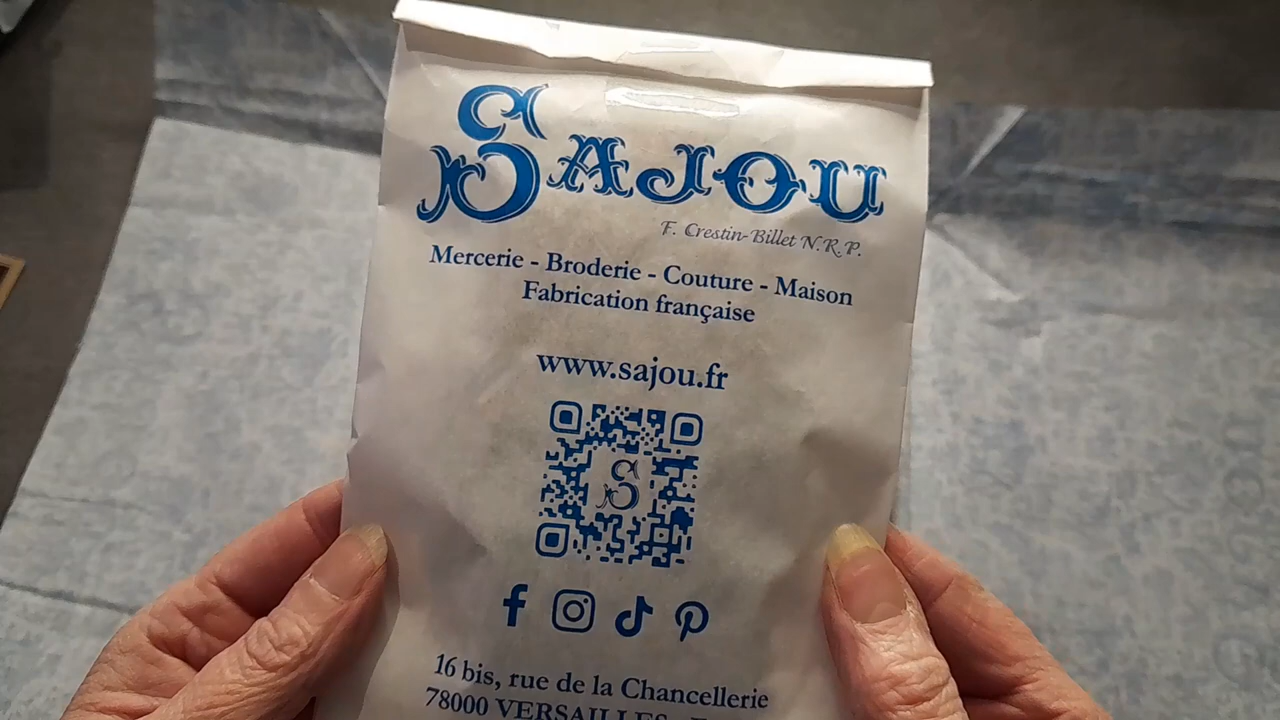 SAJOU
F. Crestin-Billet N.R.P.
Mercerie - Broderie - Couture - Maison
Fabrication française
www.sajou.fr
S
16 bis, rue de la Chancellerie
78000 VERSAILLES -